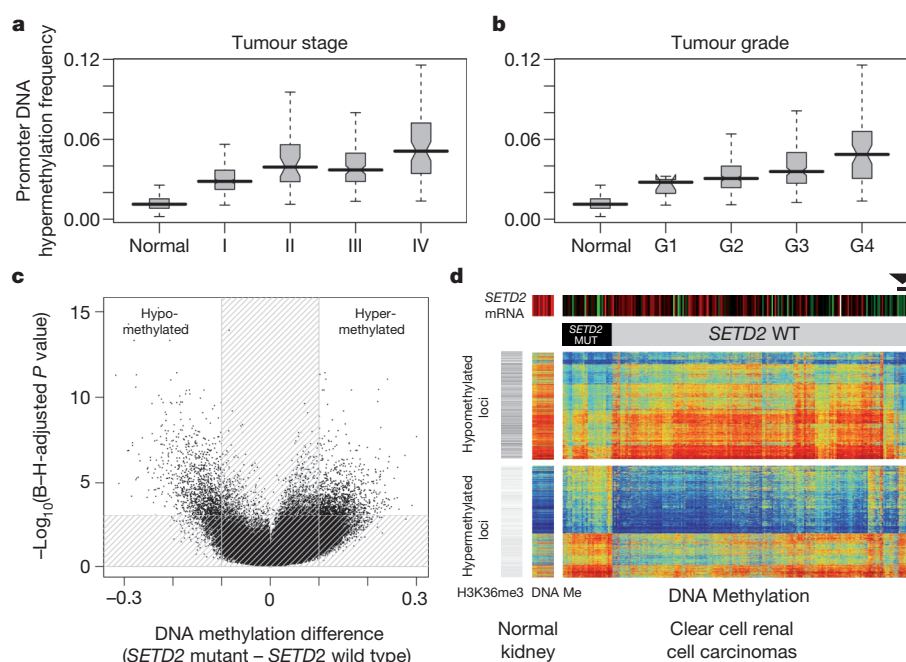 a
Tumour stage
Promoter DNA
hypermethylation frequency
0.12
0.06
0.00
Normal I II III IV
b
Tumour grade
0.12
0.06
0.00
Normal G1 G2 G3 G4
c
–Log10(B–H–adjusted P value)
15
10
5
0
Hypo-
methylated
Hyper-
methylated
−0.3 0 0.3
DNA methylation difference
(SETD2 mutant – SETD2 wild type)
d
SETD2
mRNA
SETD2
MUT
SETD2 WT
Hypomethylated
loci
Hypermethylated
loci
H3K36me3 DNA Me
DNA Methylation
Normal
kidney
Clear cell renal
cell carcinomas